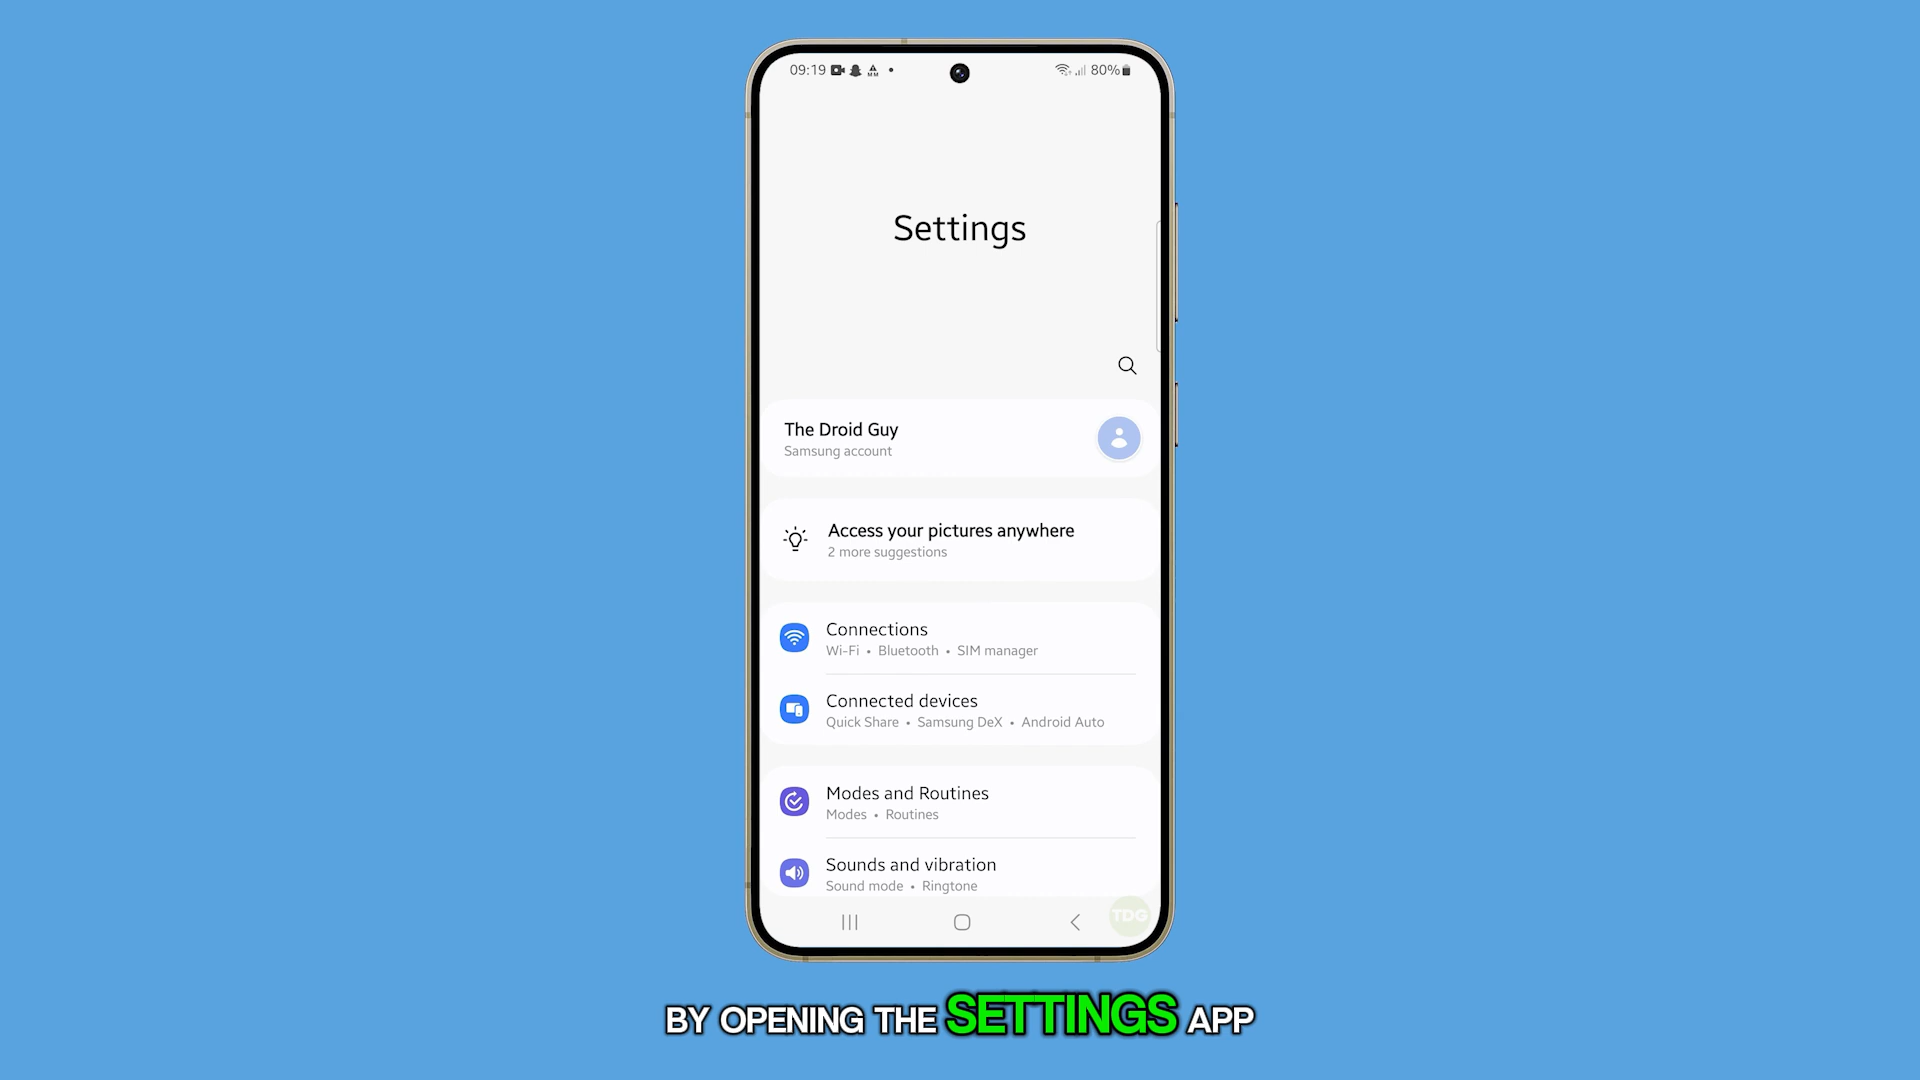 09:19
80%
Settings
The Droid Guy
Samsung account
Access your pictures anywhere
2 more suggestions
Connections
Wi-Fi • Bluetooth • SIM manager
Connected devices
Quick Share • Samsung DeX • Android Auto
Modes and Routines
Modes • Routines
Sounds and vibration
Sound mode • Ringtone
TDG
BY OPENING THE SETTINGS APP